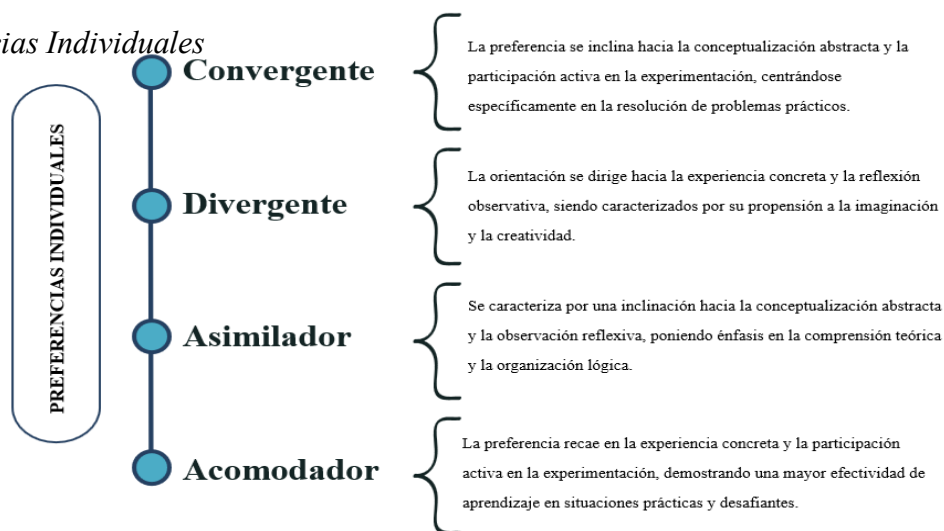 Individuales
PREFERENCIAS INDIVIDUALES
Convergente
La preferencia se inclina hacia la conceptualización abstracta y la
participación activa en la experimentación, centrándose
específicamente en la resolución de problemas prácticos.
Divergente
La orientación se dirige hacia la experiencia concreta y la reflexión
observativa, siendo caracterizados por su propensión a la imaginación
y la creatividad.
Asimilador
Se caracteriza por una inclinación hacia la conceptualización abstracta
y la observación reflexiva, poniendo énfasis en la comprensión teórica
y la organización lógica.
Acomodador
La preferencia recae en la experiencia concreta y la participación
activa en la experimentación, demostrando una mayor efectividad de
aprendizaje en situaciones prácticas y desafiantes.